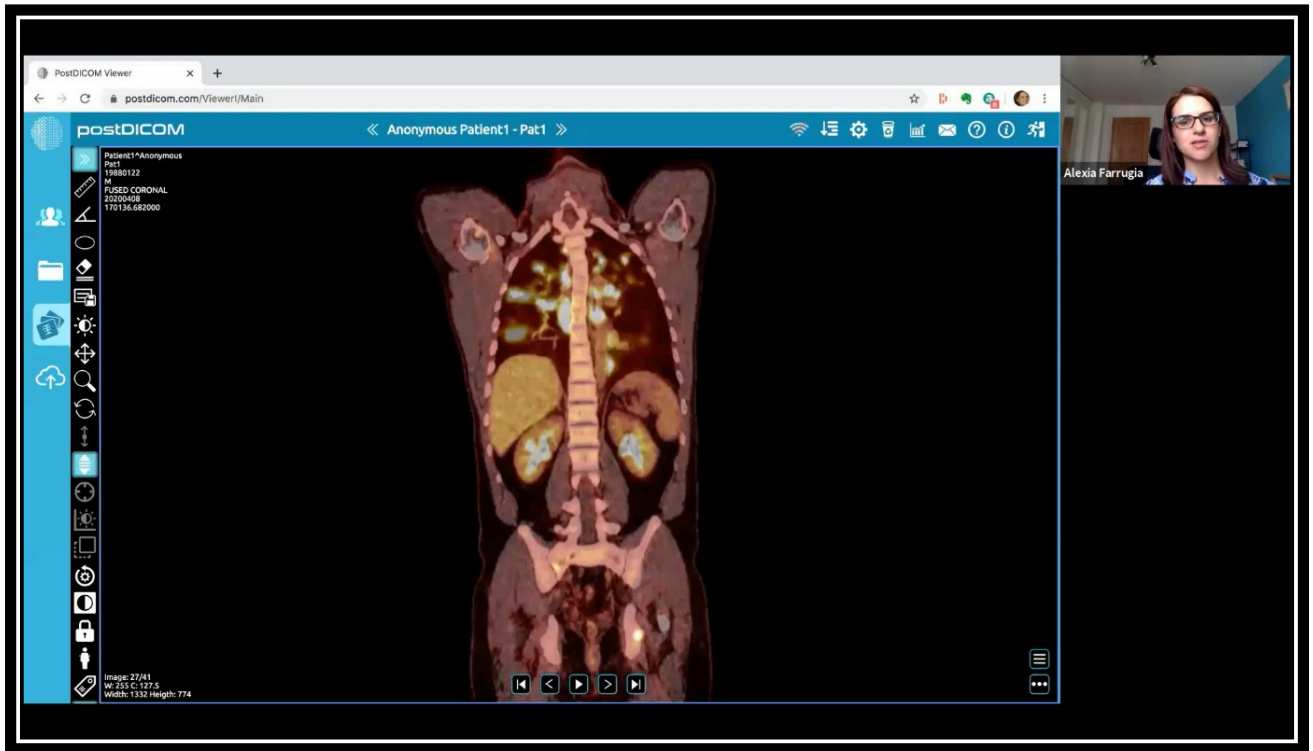 PostDICOM Viewer
postdicom.com/Viewer!/Main
postDICOM
Anonymous Patient1 - Pat1
Patient1^Anonymous
Pat1
19880122
M
FUSED CORONAL
20200408
170136.682000
Alexia Farrugia
Image: 27/41
W: 255 C: 127.5
Width: 1332 Heigth: 774